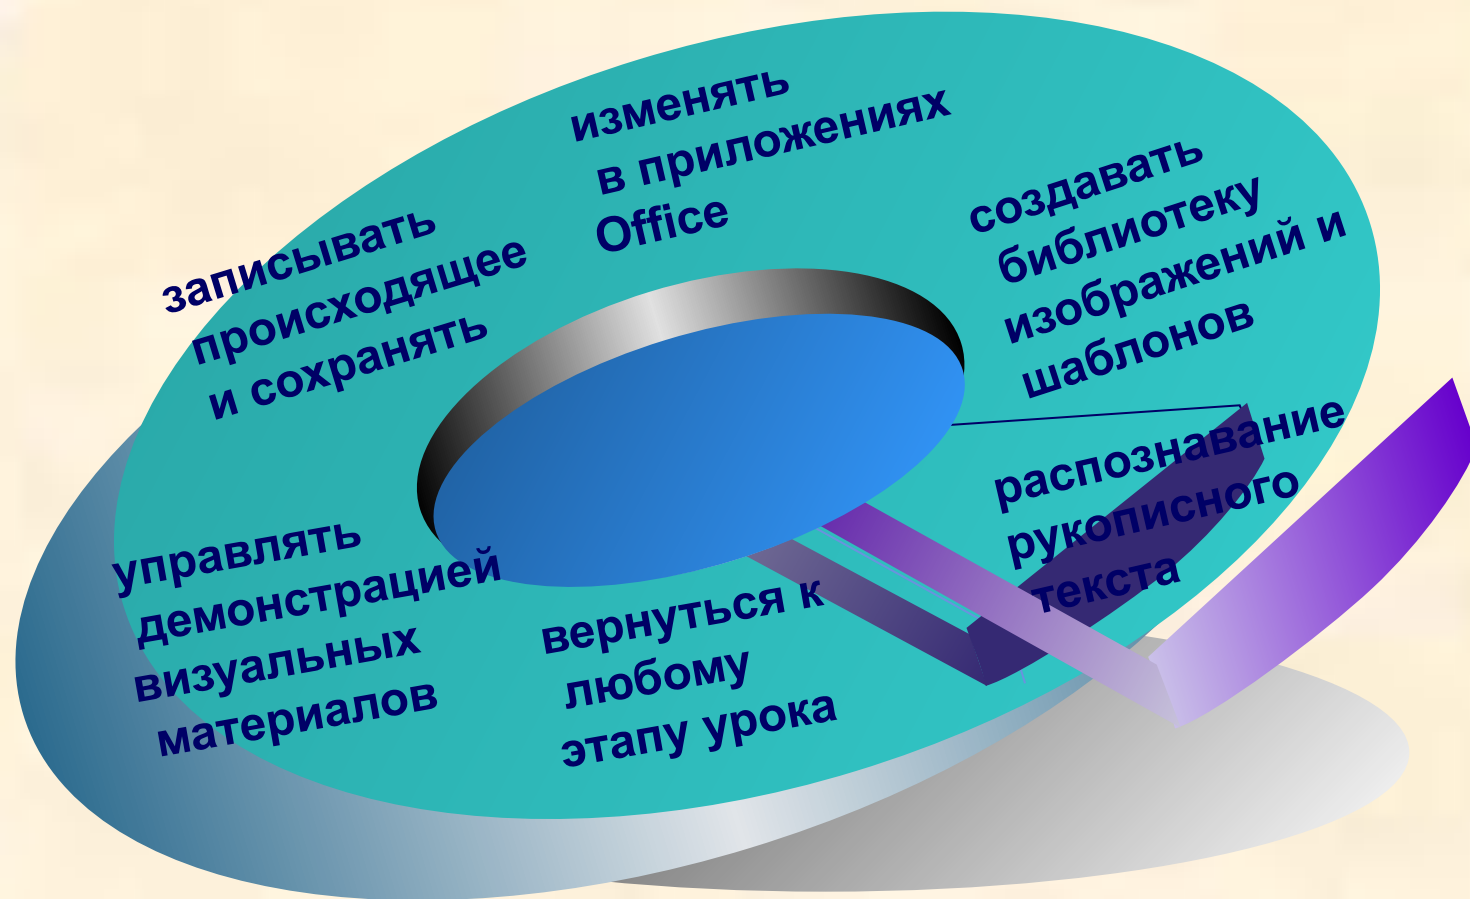 изменять
в приложениях
Office
создавать
библиотеку
изображений и
шаблонов
записывать
происходящее
и сохранять
распознавание
рукописного
текста
управлять
демонстрацией
визуальных
материалов
вернуться к
любому
этапу урока